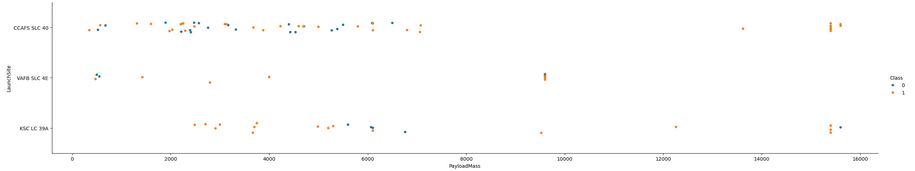 CCAFS SLC 40
VAFB SLC 4E
KSC LC 39A
LaunchSite
0 2000 4000 6000 8000 10000 12000 14000 16000
PayloadMass
Class
0
1